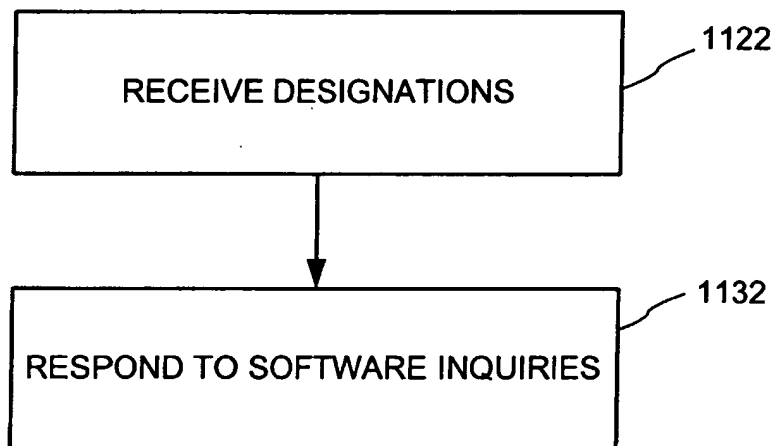 1122
RECEIVE DESIGNATIONS
1132
RESPOND TO SOFTWARE INQUIRIES